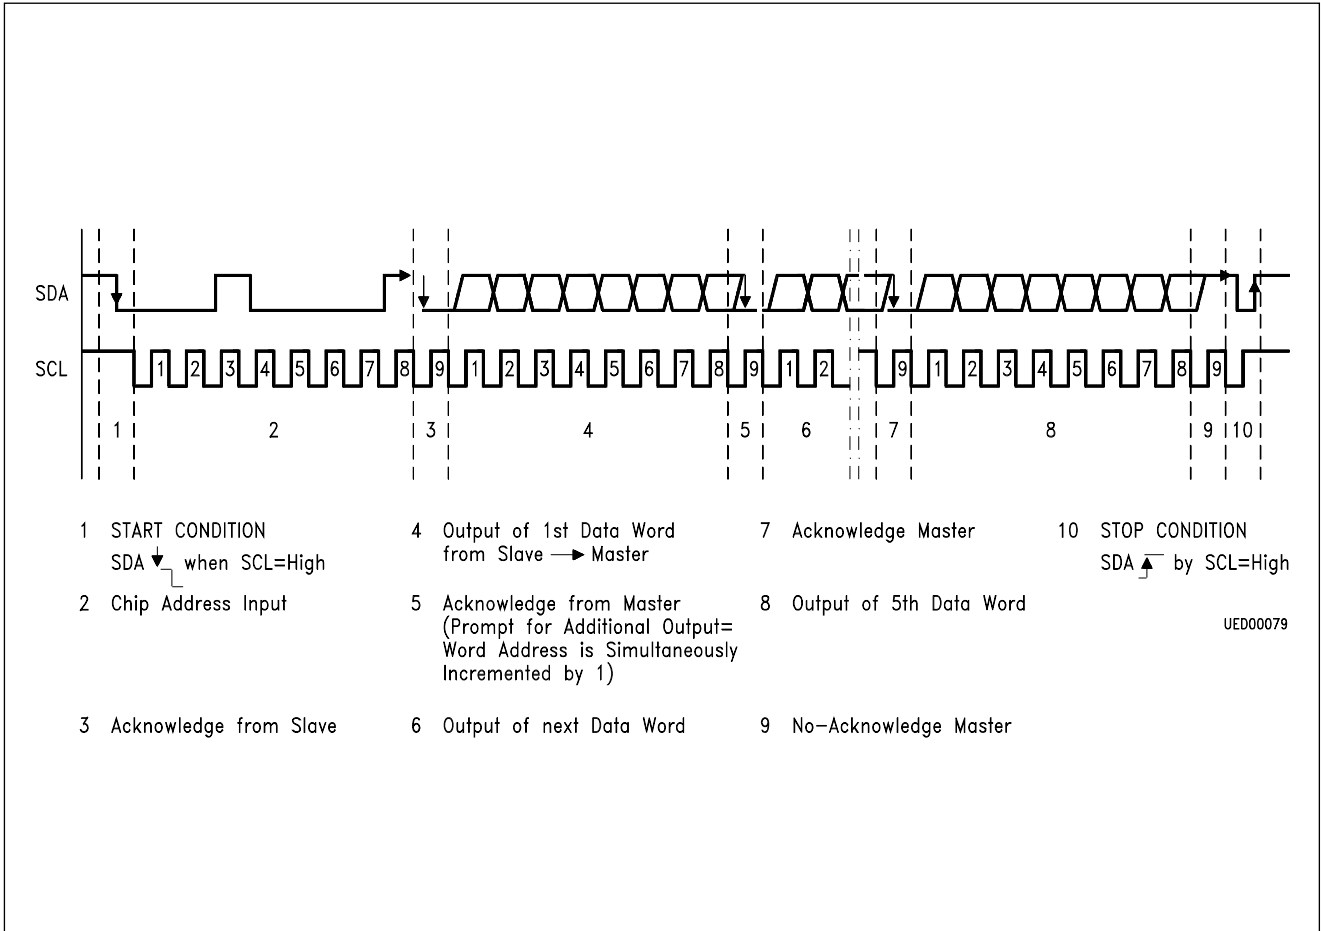 SDA
SCL 1 2 3 4 5 6 7 8 9 1 2 3 4 5 6 7 8 9 1 2 9 1 2 3 4 5 6 7 8 9
1 2 3 4 5 6 7 8 9 10
1 START CONDITION
SDA when SCL=High
2 Chip Address Input
3 Acknowledge from Slave
4 Output of 1st Data Word
from Slave → Master
5 Acknowledge from Master
(Prompt for Additional Output=
Word Address is Simultaneously
Incremented by 1)
6 Output of next Data Word
7 Acknowledge Master
8 Output of 5th Data Word
9 No-Acknowledge Master
10 STOP CONDITION
SDA by SCL=High
UED00079